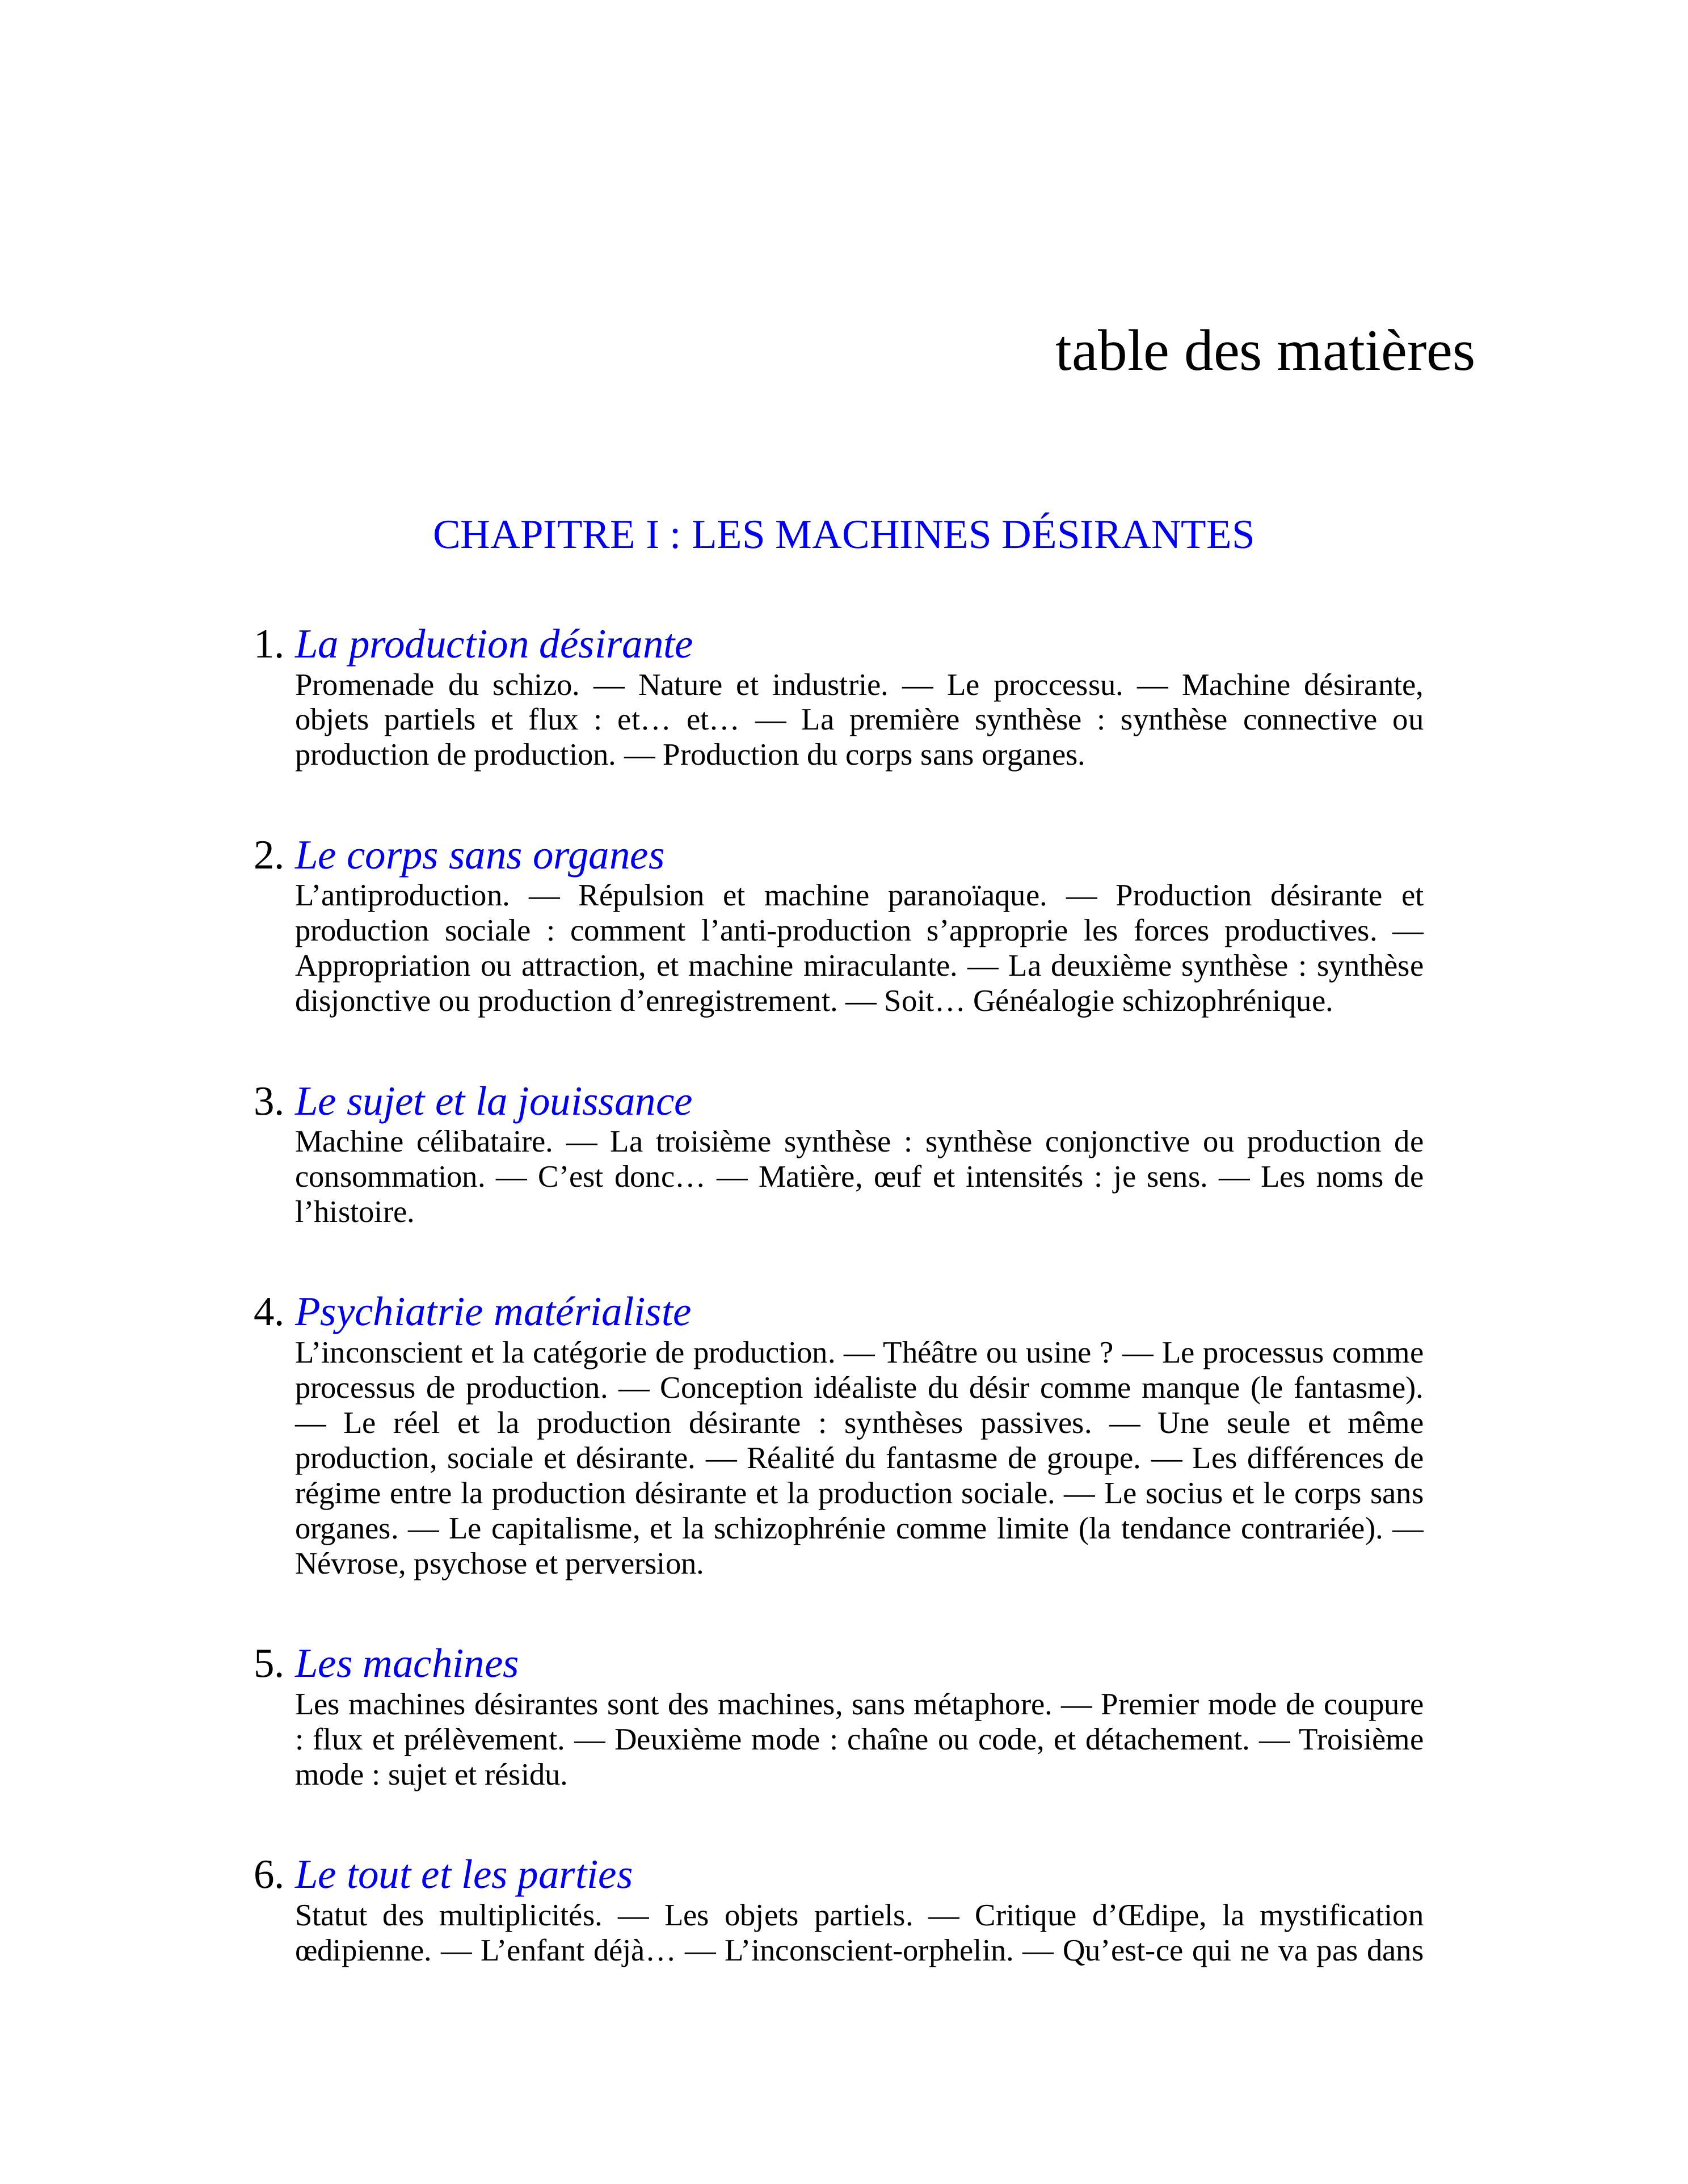 table des matières
CHAPITRE I : LES MACHINES DÉSIRANTES
1. La production désirante
Promenade du schizo. — Nature et industrie. — Le proccessu. — Machine désirante,
objets partiels et flux : et… et… — La première synthèse : synthèse connective ou
production de production. — Production du corps sans organes.
2. Le corps sans organes
L’antiproduction. — Répulsion et machine paranoïaque. — Production désirante et
production sociale : comment l’anti-production s’approprie les forces productives. —
Appropriation ou attraction, et machine miraculante. — La deuxième synthèse : synthèse
disjonctive ou production d’enregistrement. — Soit… Généalogie schizophrénique.
3. Le sujet et la jouissance
Machine célibataire. — La troisième synthèse : synthèse conjonctive ou production de
consommation. — C’est donc… — Matière, œuf et intensités : je sens. — Les noms de
l’histoire.
4. Psychiatrie matérialiste
L’inconscient et la catégorie de production. — Théâtre ou usine ? — Le processus comme
processus de production. — Conception idéaliste du désir comme manque (le fantasme).
— Le réel et la production désirante : synthèses passives. — Une seule et même
production, sociale et désirante. — Réalité du fantasme de groupe. — Les différences de
régime entre la production désirante et la production sociale. — Le socius et le corps sans
organes. — Le capitalisme, et la schizophrénie comme limite (la tendance contrariée). —
Névrose, psychose et perversion.
5. Les machines
Les machines désirantes sont des machines, sans métaphore. — Premier mode de coupure
: flux et prélèvement. — Deuxième mode : chaîne ou code, et détachement. — Troisième
mode : sujet et résidu.
6. Le tout et les parties
Statut des multiplicités. — Les objets partiels. — Critique d’Œdipe, la mystification
œdipienne. — L’enfant déjà… — L’inconscient-orphelin. — Qu’est-ce qui ne va pas dans